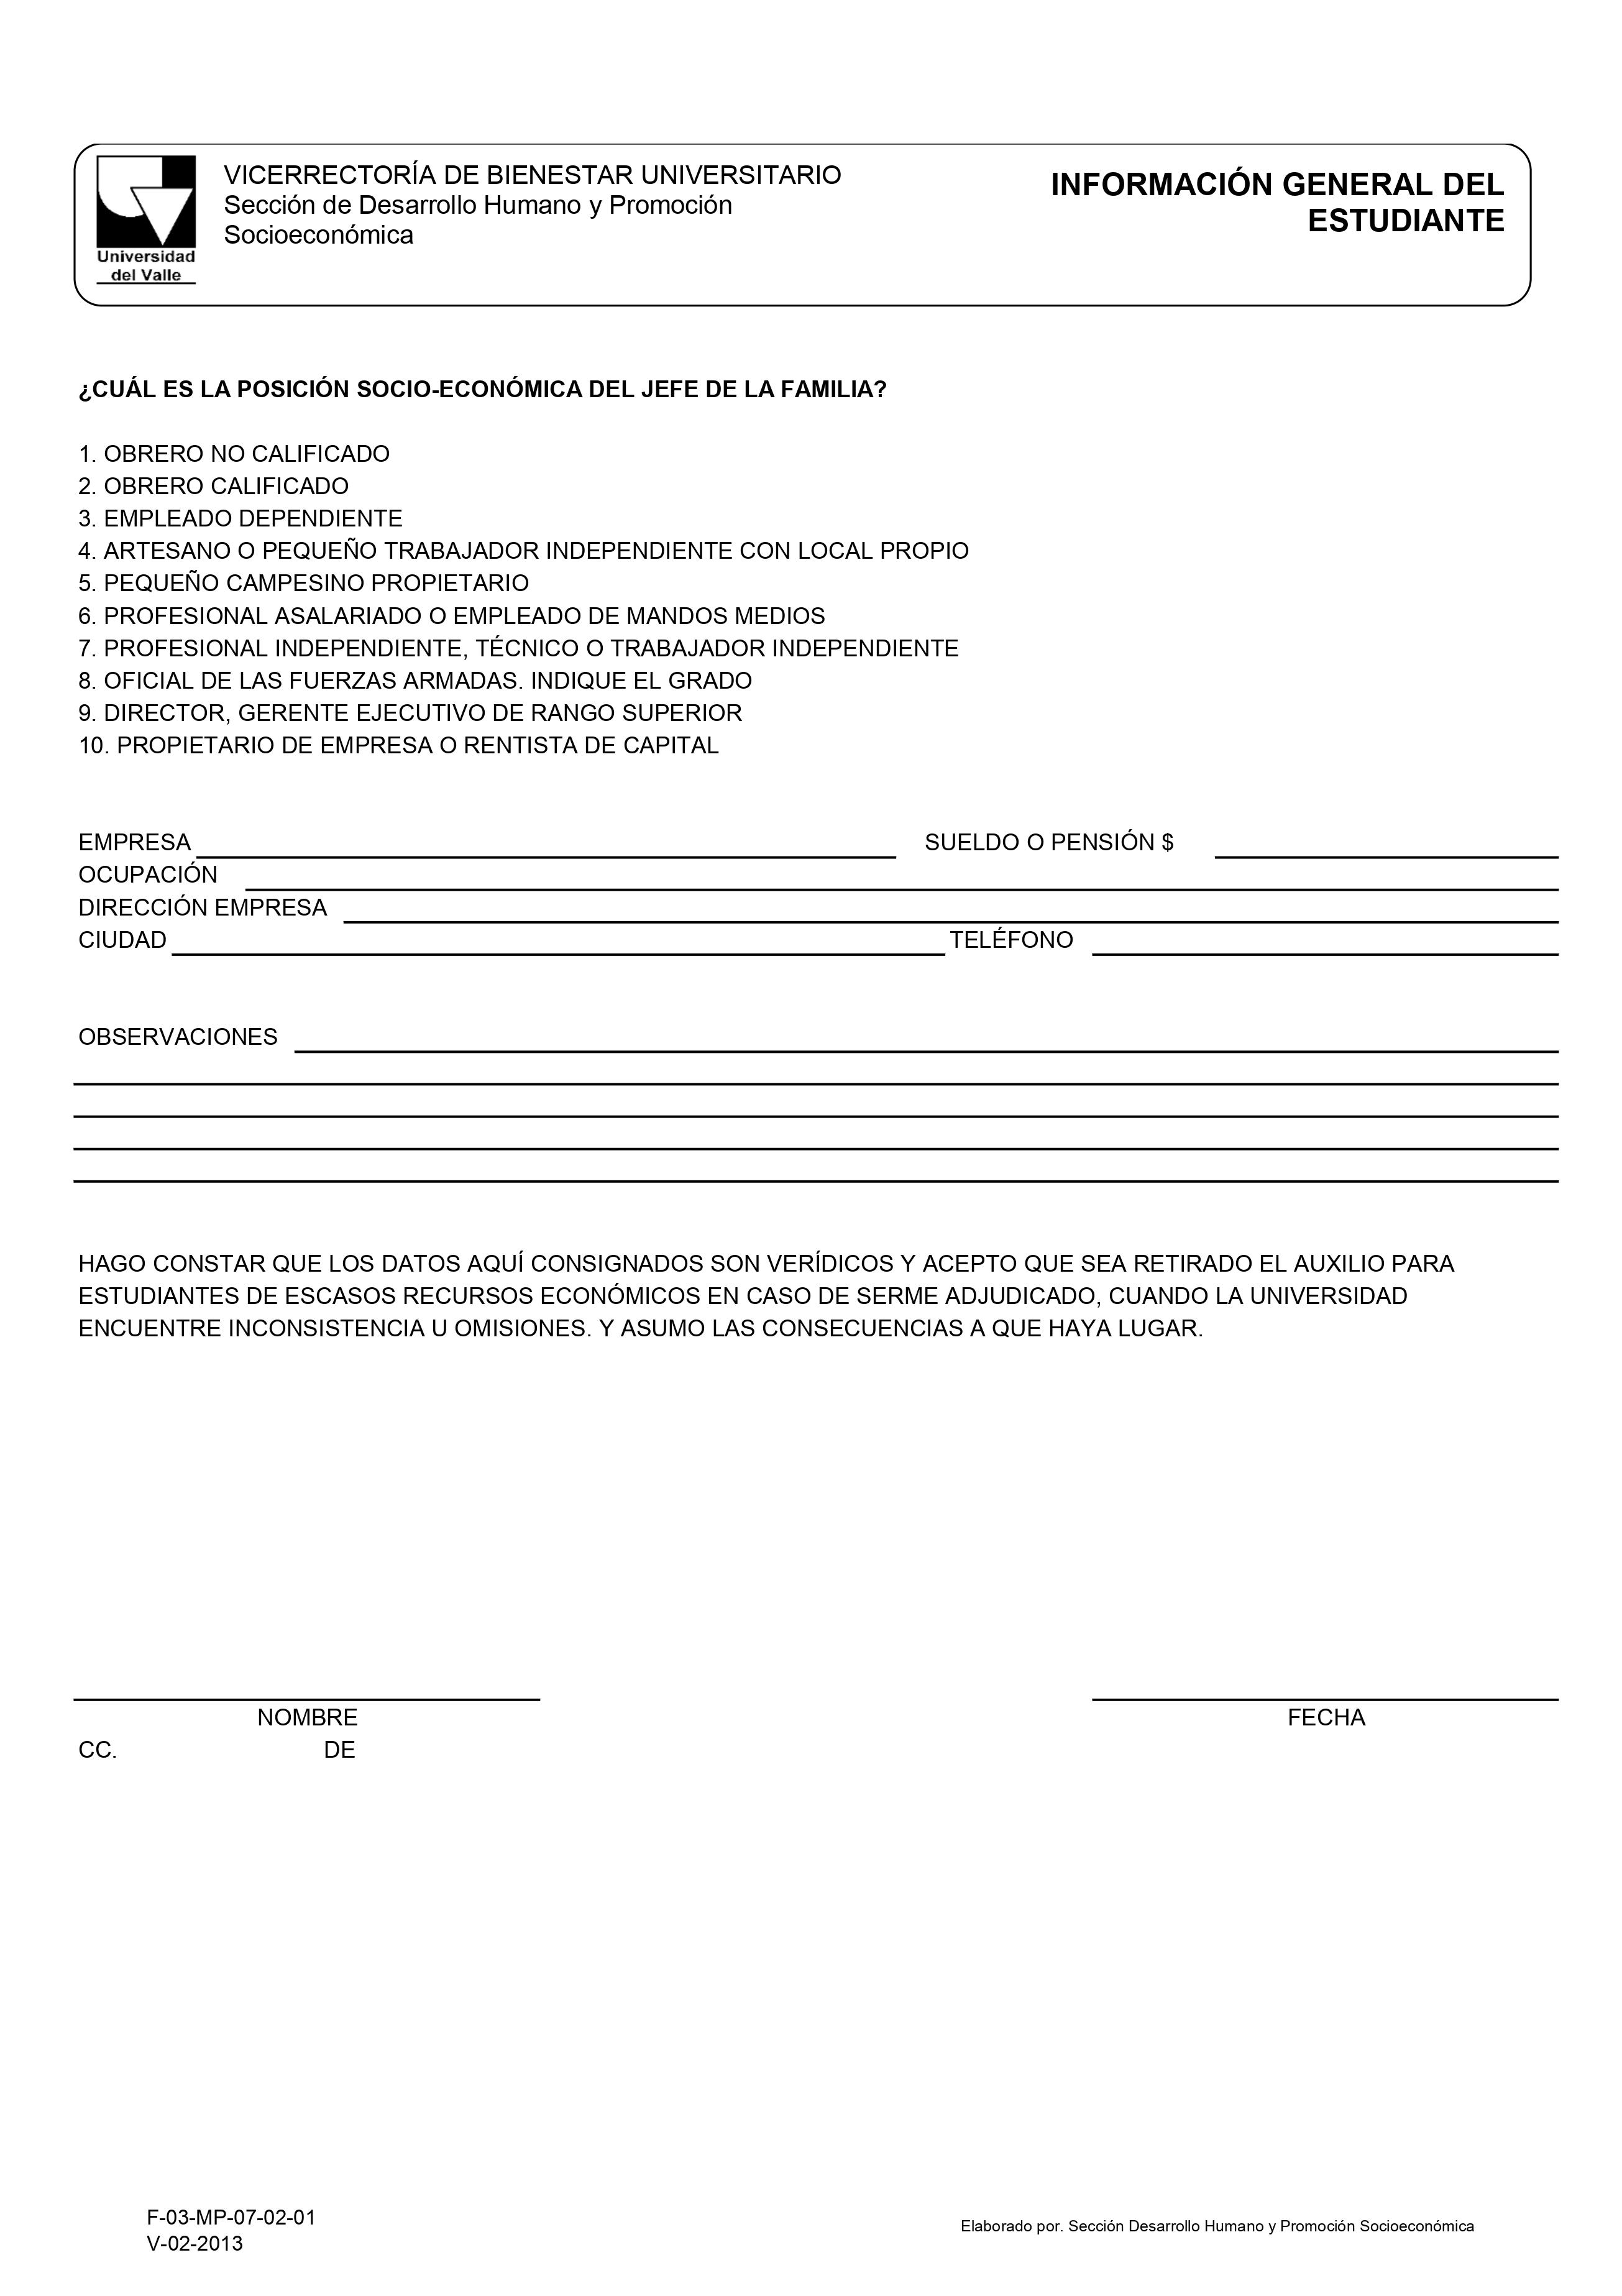 Universidad
del Valle
VICERRECTORÍA DE BIENESTAR UNIVERSITARIO
Sección de Desarrollo Humano y Promoción
Socioeconómica
INFORMACIÓN GENERAL DEL
ESTUDIANTE
¿CUÁL ES LA POSICIÓN SOCIO-ECONÓMICA DEL JEFE DE LA FAMILIA?
1. OBRERO NO CALIFICADO
2. OBRERO CALIFICADO
3. EMPLEADO DEPENDIENTE
4. ARTESANO O PEQUEÑO TRABAJADOR INDEPENDIENTE CON LOCAL PROPIO
5. PEQUEÑO CAMPESINO PROPIETARIO
6. PROFESIONAL ASALARIADO O EMPLEADO DE MANDOS MEDIOS
7. PROFESIONAL INDEPENDIENTE, TÉCNICO O TRABAJADOR INDEPENDIENTE
8. OFICIAL DE LAS FUERZAS ARMADAS. INDIQUE EL GRADO
9. DIRECTOR, GERENTE EJECUTIVO DE RANGO SUPERIOR
10. PROPIETARIO DE EMPRESA O RENTISTA DE CAPITAL
EMPRESA SUELDO O PENSIÓN $
OCUPACIÓN
DIRECCIÓN EMPRESA
CIUDAD TELÉFONO
OBSERVACIONES
HAGO CONSTAR QUE LOS DATOS AQUÍ CONSIGNADOS SON VERÍDICOS Y ACEPTO QUE SEA RETIRADO EL AUXILIO PARA
ESTUDIANTES DE ESCASOS RECURSOS ECONÓMICOS EN CASO DE SERME ADJUDICADO, CUANDO LA UNIVERSIDAD
ENCUENTRE INCONSISTENCIA U OMISIONES. Y ASUMO LAS CONSECUENCIAS A QUE HAYA LUGAR.
NOMBRE FECHA
CC. DE
F-03-MP-07-02-01
V-02-2013
Elaborado por. Sección Desarrollo Humano y Promoción Socioeconómica